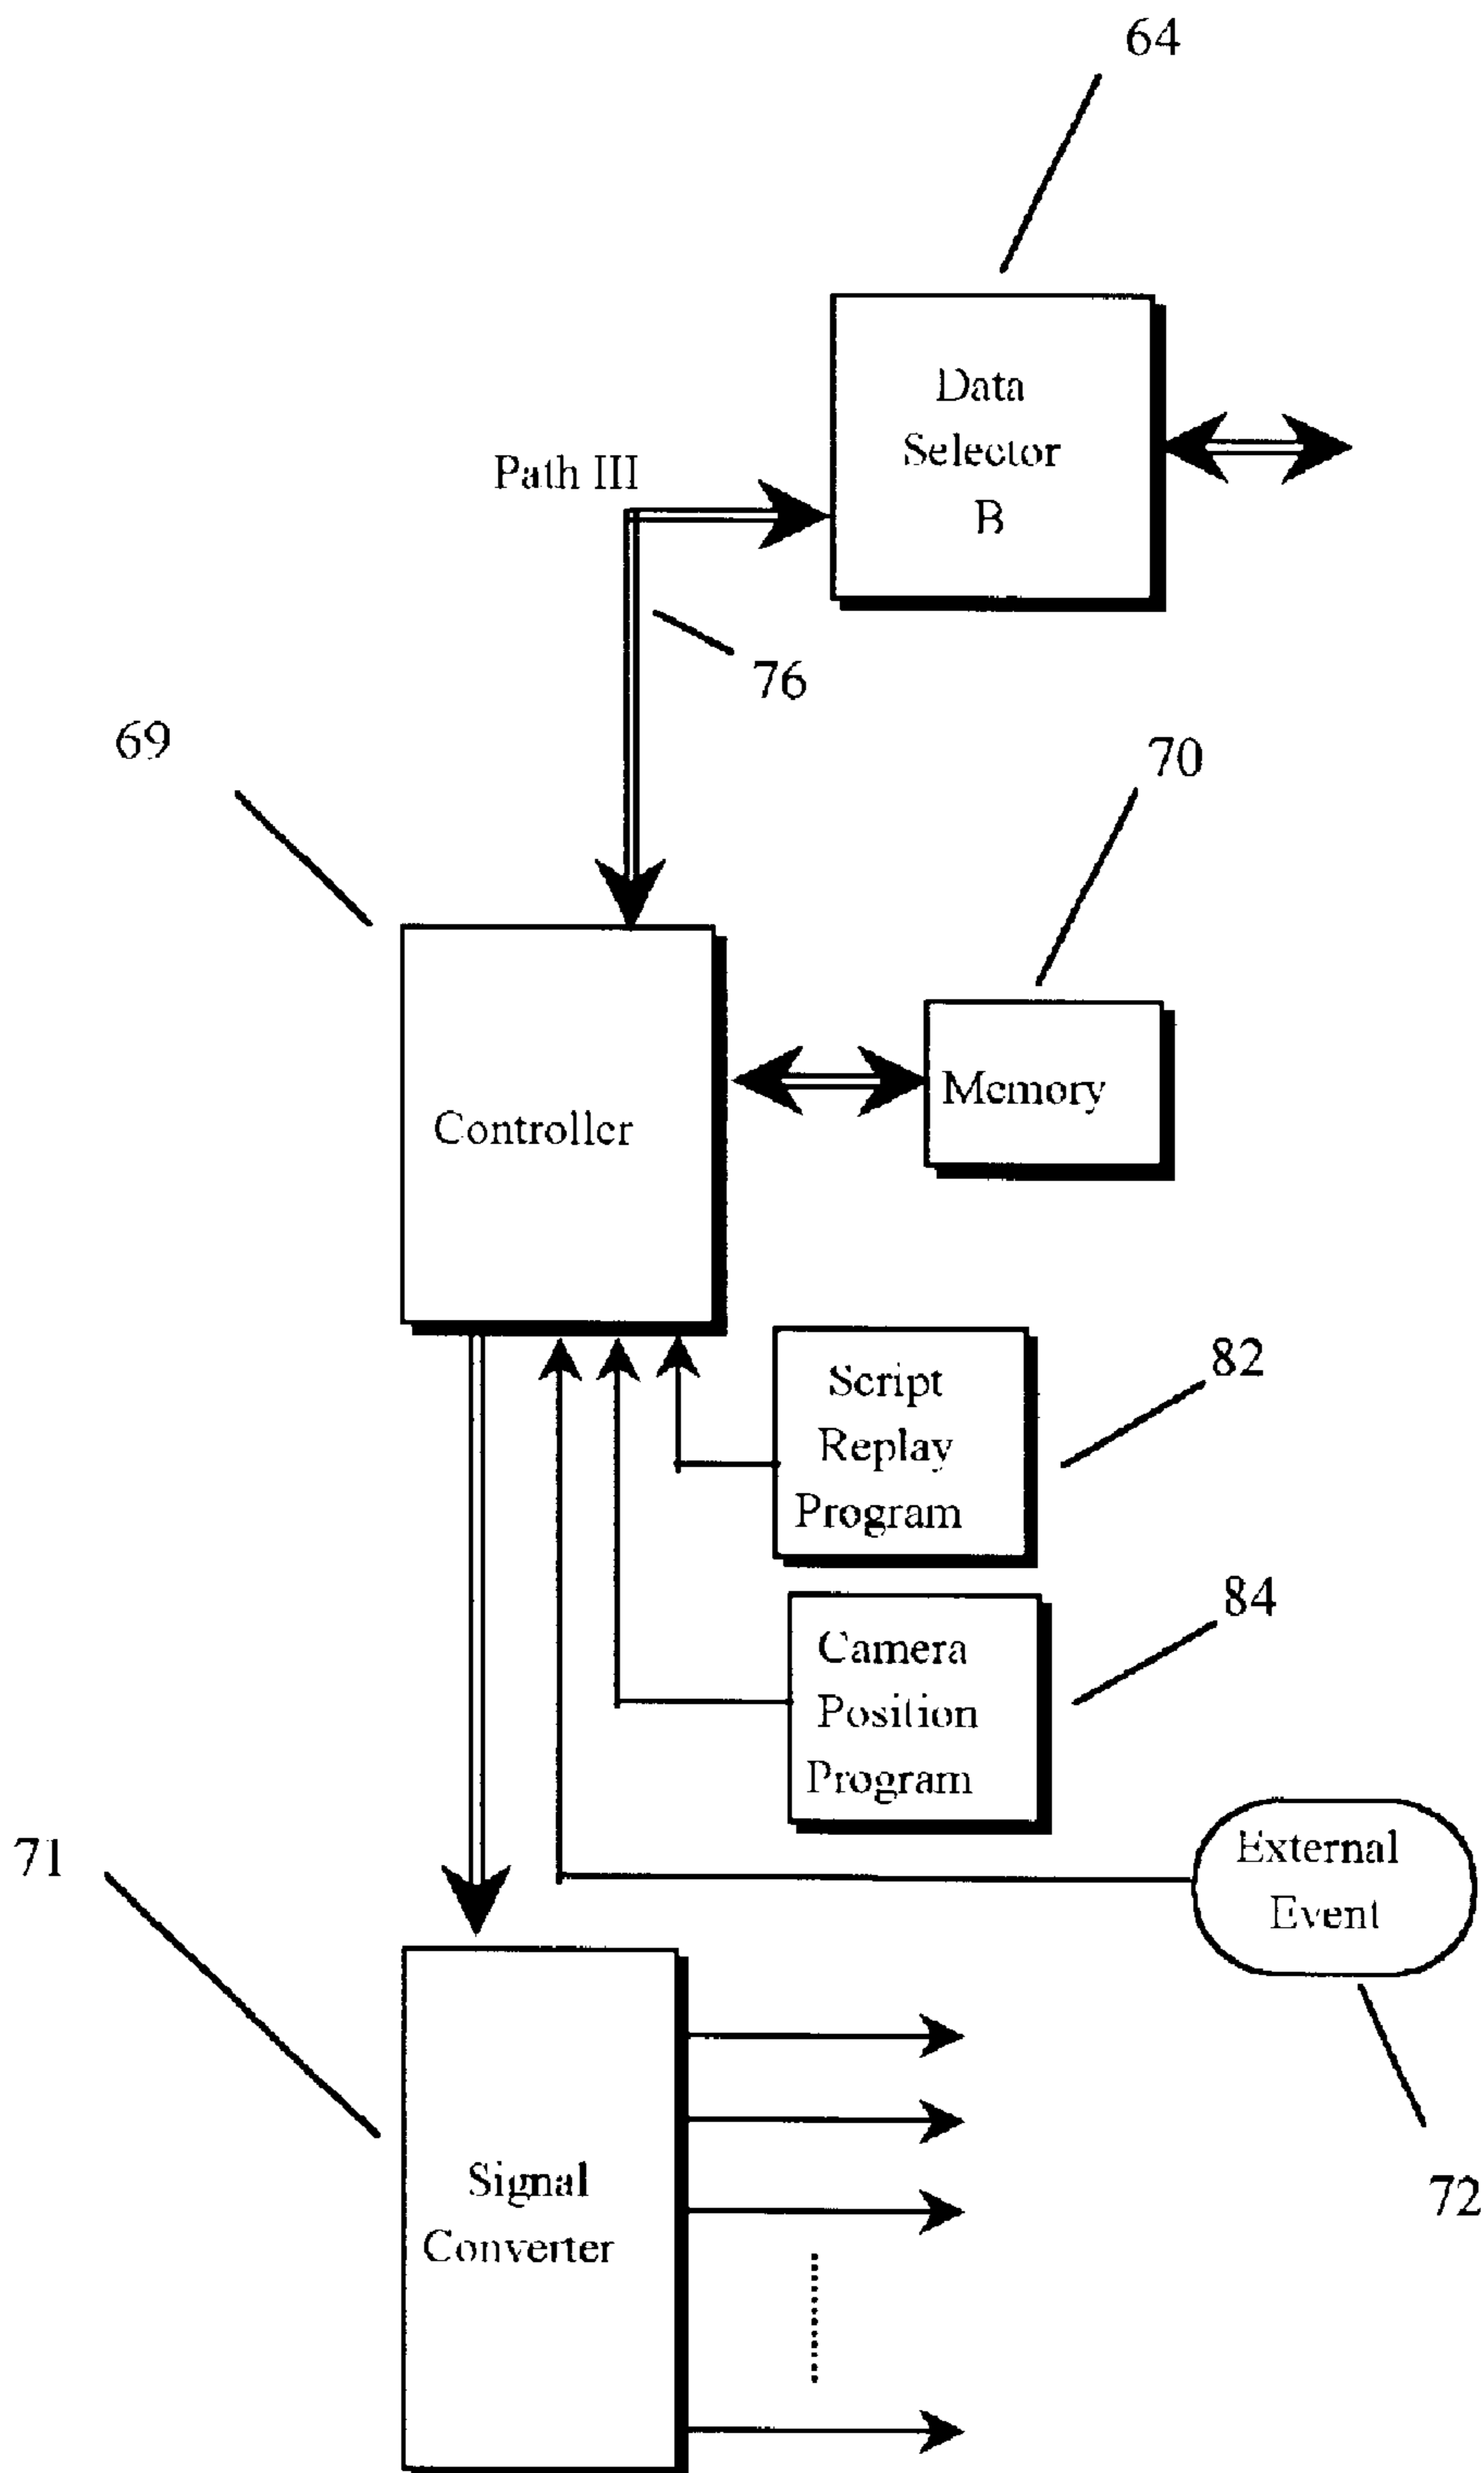 64
Data
Selector
B
Path III
76
69
70
Controller
Memory
Script
Replay
Program
82
Camera
Position
Program
84
External
Event
71
Signal
Converter
72